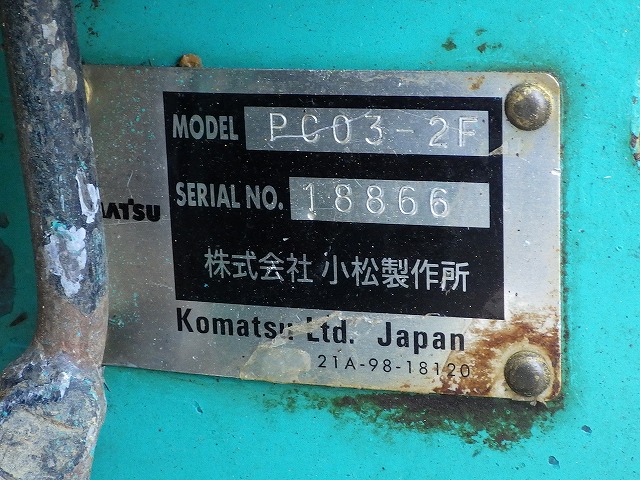 MODEL PC03-2F
SERIAL NO. 18866
MATSU
株式会社 小松製作所
Komatsu Ltd. Japan
21A-98-18120